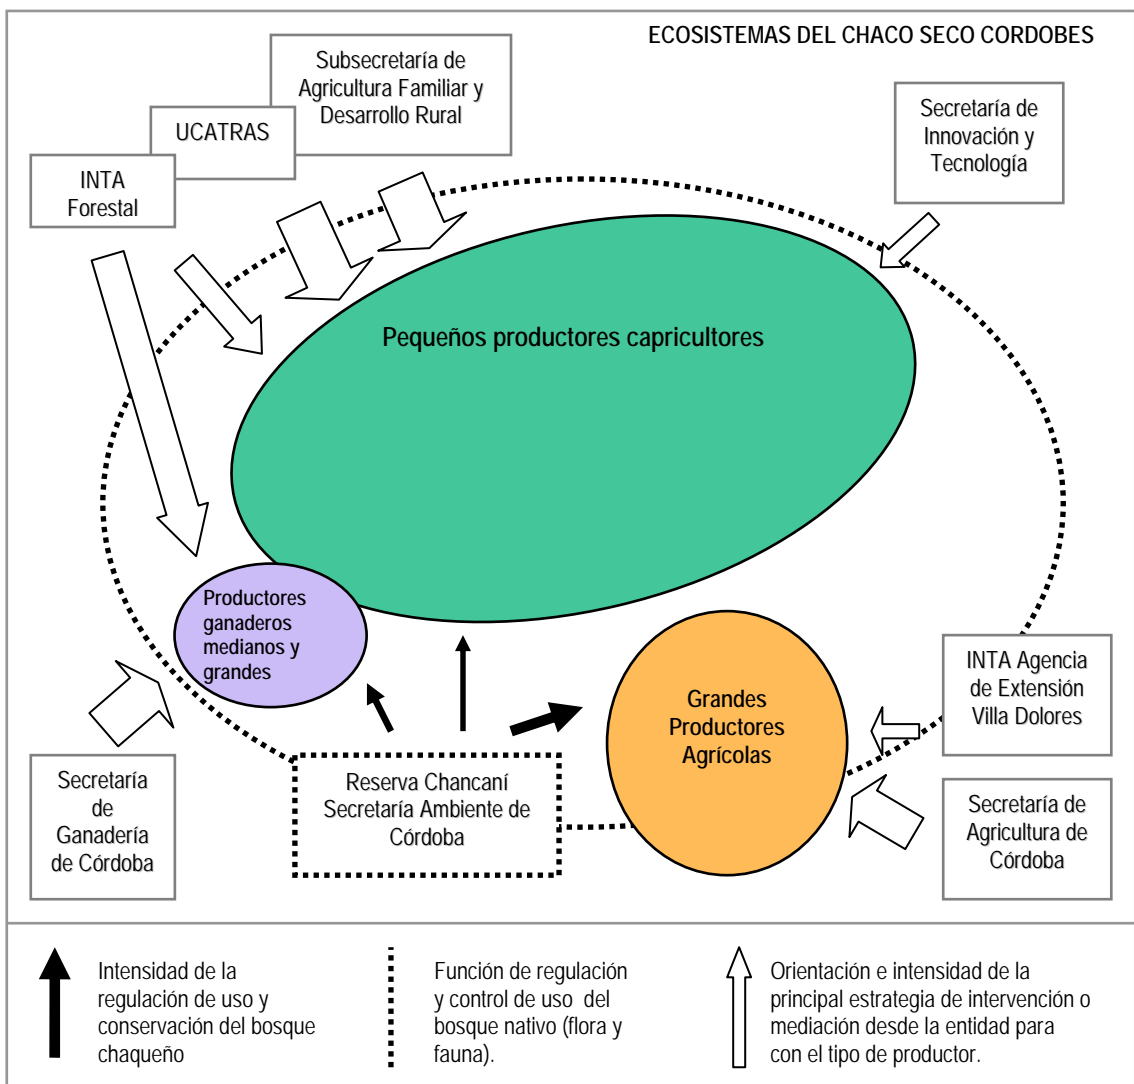 ECOSISTEMAS DEL CHACO SECO CORDOBES
Subsecretaría de
Agricultura Familiar y
Desarrollo Rural
UCATRAS
INTA
Forestal
Secretaría de
Innovación y
Tecnología
Pequeños productores capricultores
Productores
ganaderos
medianos y
grandes
Grandes
Productores
Agrícolas
INTA Agencia
de Extensión
Villa Dolores
Secretaría
de
Ganadería
de Córdoba
Reserva Chancaní
Secretaría Ambiente de
Córdoba
Secretaría de
Agricultura de
Córdoba
Intensidad de la
regulación de uso y
conservación del bosque
chaqueño
Función de regulación
y control de uso del
bosque nativo (flora y
fauna).
Orientación e intensidad de la
principal estrategia de intervención o
mediación desde la entidad para
con el tipo de productor.